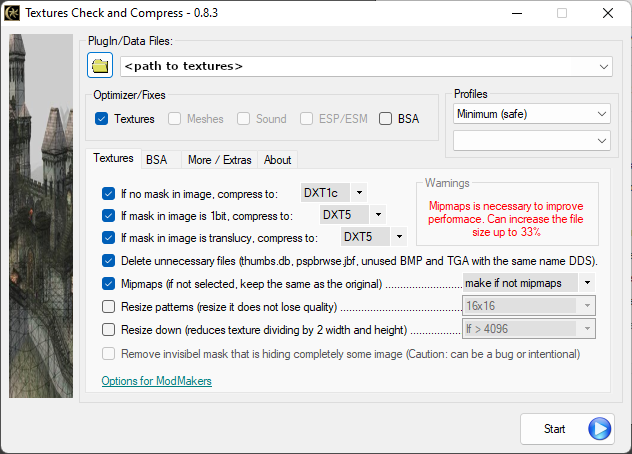 Textures Check and Compress - 0.8.3
PlugIn/Data Files:
<path to textures>
Optimizer/Fixes
Textures Meshes Sound ESP/ESM BSA
Profiles
Minimum (safe)
Textures BSA More / Extras About
If no mask in image, compress to: DXT1c
If mask in image is 1bit, compress to: DXT5
If mask in image is translucy, compress to: DXT5
Warnings
Mipmaps is necessary to improve
performace. Can increase the file
size up to 33%
Delete unnecessary files (thumbs.db, pspbrwse.jbf, unused BMP and TGA with the same name DDS).
Mipmaps (if not selected, keep the same as the original) ..................... make if not mipmaps
Resize patterns (resize it does not lose quality) .................................. 16x16
Resize down (reduces texture dividing by 2 width and height) ................. If > 4096
Remove invisibel mask that is hiding completely some image (Caution: can be a bug or intentional)
Options for ModMakers
Start